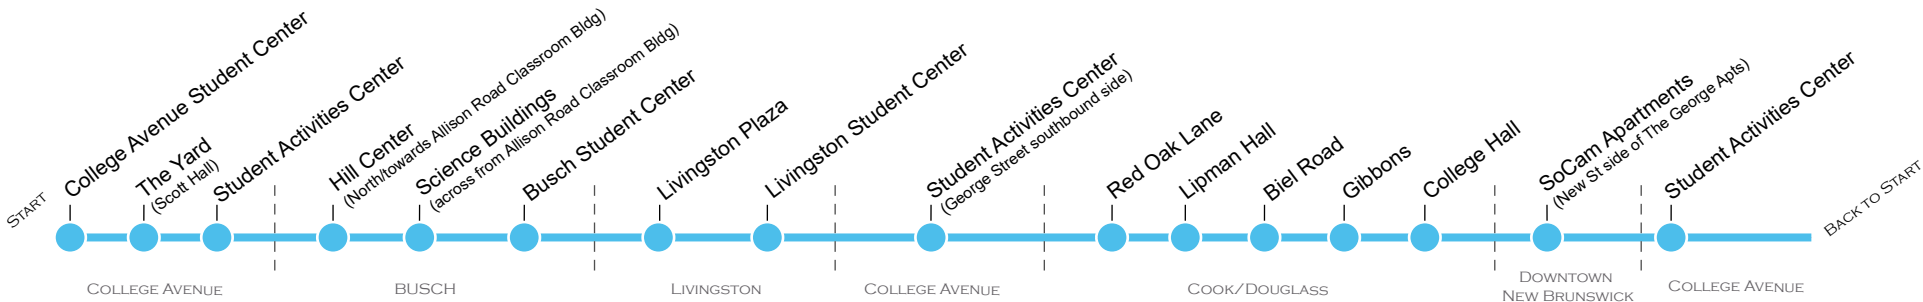 START
College Avenue Student Center
The Yard
(Scott Hall)
Student Activities Center
Hill Center
(North/towards Allison Road Classroom Bldg)
Science Buildings
(across from Allison Road Classroom Bldg)
Busch Student Center
Livingston Plaza
Livingston Student Center
Student Activities Center
(George Street southbound side)
Red Oak Lane
Lipman Hall
Biel Road
Gibbons
College Hall
SoCam Apartments
(New St side of The George Apts)
Student Activities Center
BACK TO START
COLLEGE AVENUE
BUSCH
LIVINGSTON
COLLEGE AVENUE
COOK/DOUGLASS
DOWNTOWN
NEW BRUNSWICK
COLLEGE AVENUE